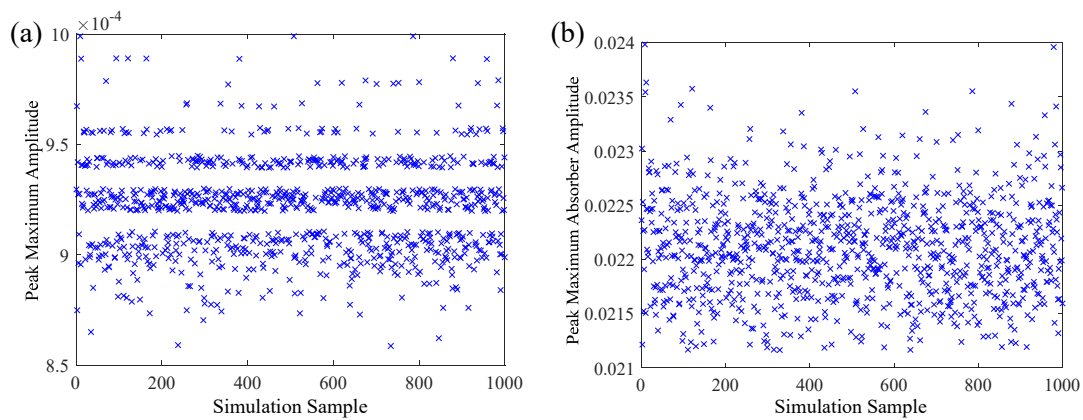 (a)
×10-4
10
9.5
9
8.5
Peak Maximum Amplitude
0 200 400 600 800 1000
Simulation Sample
(b)
0.024
0.0235
0.023
0.0225
0.022
0.0215
0.021
Peak Maximum Absorber Amplitude
0 200 400 600 800 1000
Simulation Sample